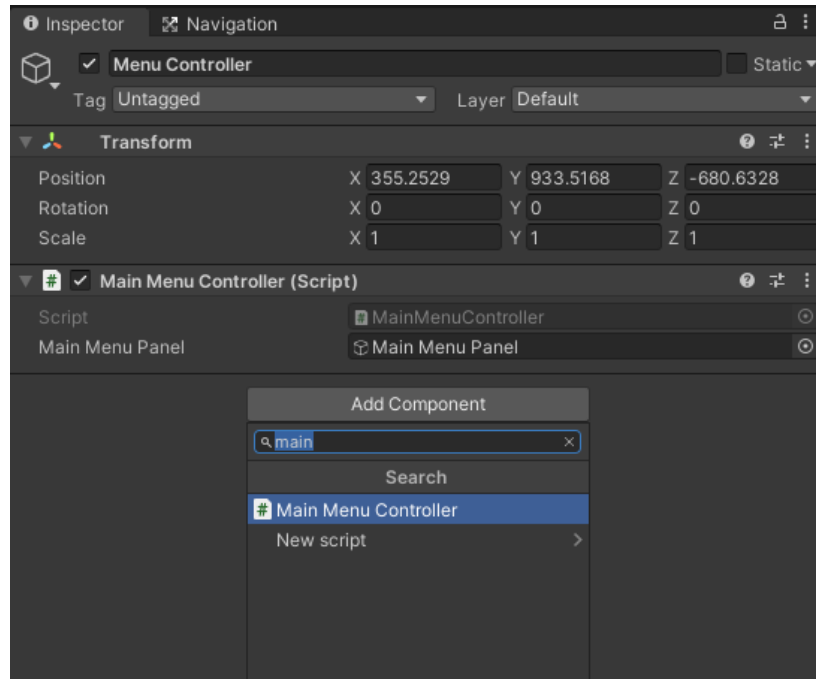 Inspector Navigation
Menu Controller Static
Tag Untagged Layer Default
Transform
Position X 355.2529 Y 933.5168 Z -680.6328
Rotation X 0 Y 0 Z 0
Scale X 1 Y 1 Z 1
# Main Menu Controller (Script)
Script # MainMenuController
Main Menu Panel Main Menu Panel
Add Component
main
Search
# Main Menu Controller
New script